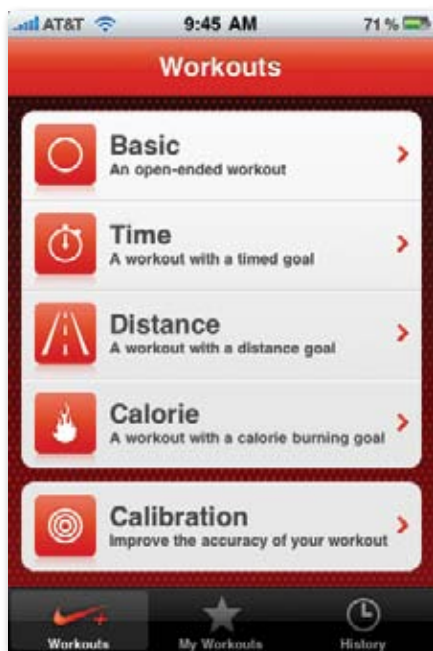 AT&T 9:45 AM 71%
Workouts
Basic
An open-ended workout
Time
A workout with a timed goal
Distance
A workout with a distance goal
Calorie
A workout with a calorie burning goal
Calibration
Improve the accuracy of your workout
Workouts My Workouts History